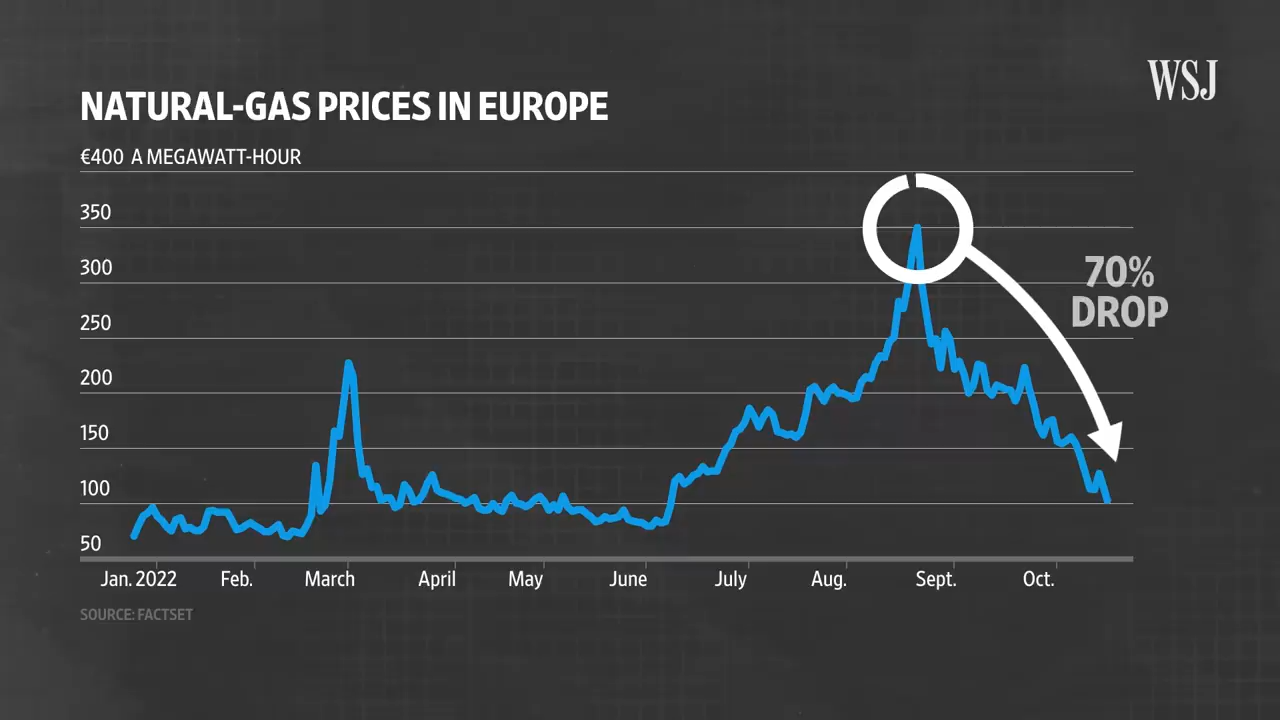 WSJ
NATURAL-GAS PRICES IN EUROPE
€400 A MEGAWATT-HOUR
350
300
70%
DROP
250
200
150
100
50
Jan. 2022 Feb. March April May June July Aug. Sept. Oct.
SOURCE: FACTSET